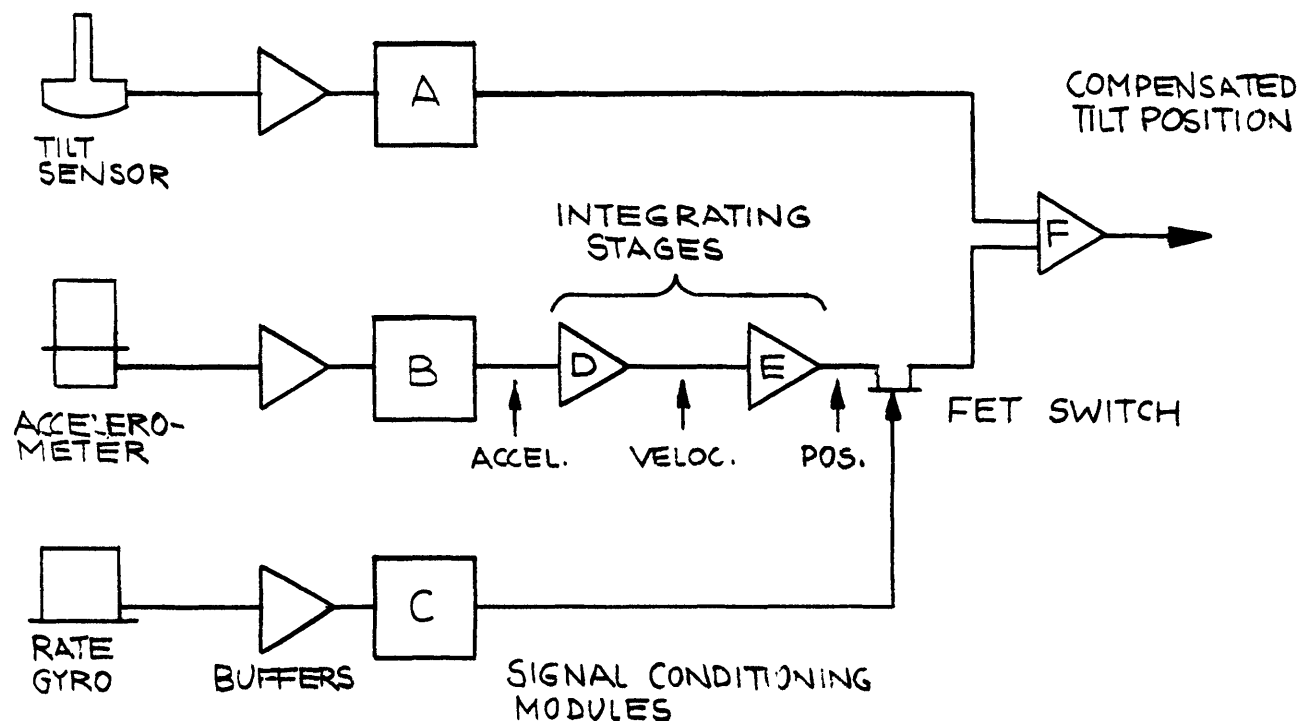 A
COMPENSATED
TILT POSITION
TILT
SENSOR
INTEGRATING
STAGES
F
B
D
E
FET SWITCH
ACCELERO-
METER
ACCEL.
VELOC.
POS.
C
RATE
GYRO
BUFFERS
SIGNAL CONDITIONING
MODULES